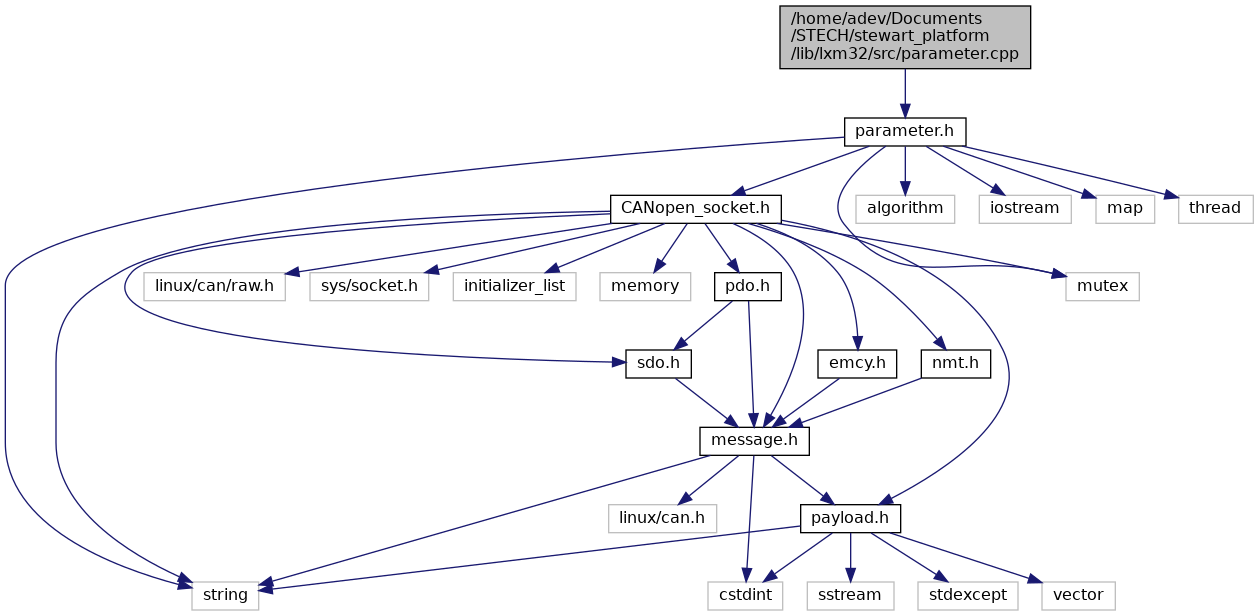 /home/adev/Documents
/STECH/stewart_platform
/lib/lxm32/src/parameter.cpp
parameter.h
CANopen_socket.h
algorithm
iostream
map
thread
linux/can/raw.h
sys/socket.h
initializer_list
memory
pdo.h
mutex
sdo.h
emcy.h
nmt.h
message.h
linux/can.h
payload.h
string
cstdint
sstream
stdexcept
vector